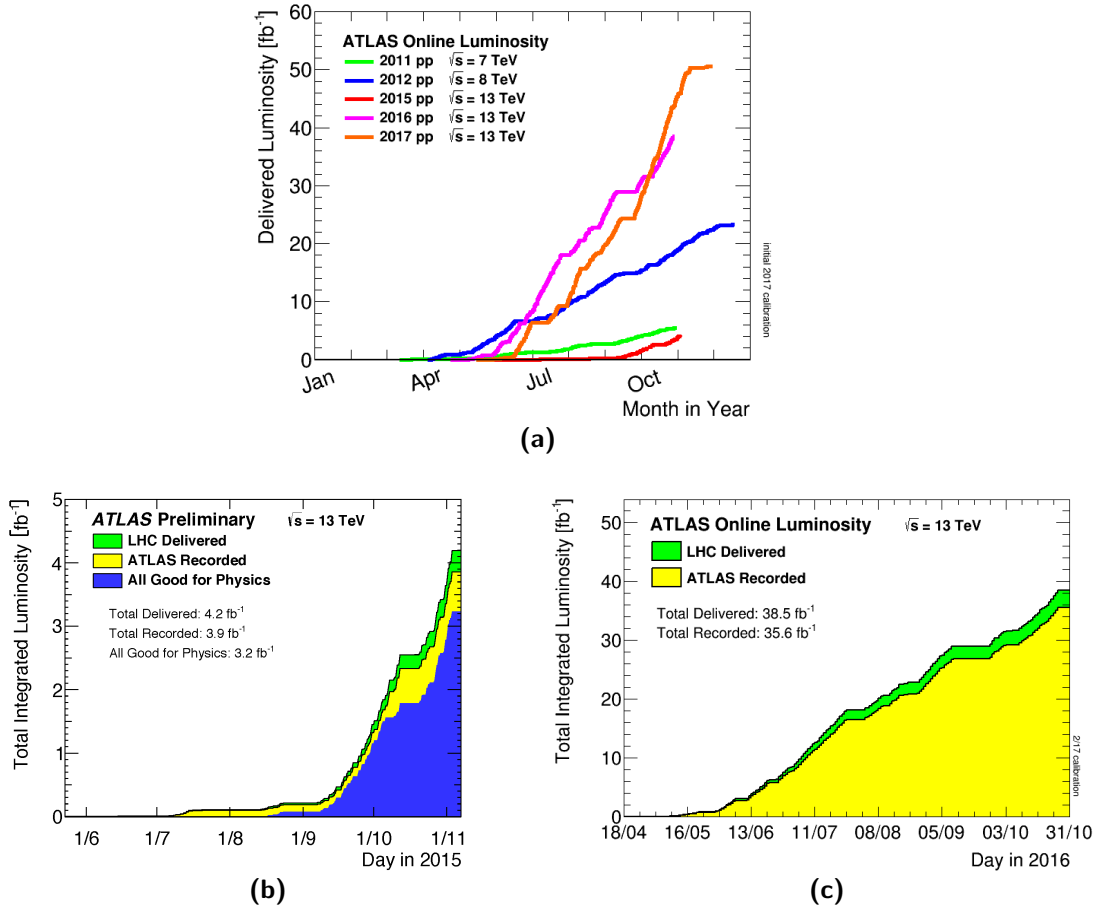 60
50
40
30
20
10
0
Delivered Luminosity [fb⁻¹]
ATLAS Online Luminosity
2011 pp √s = 7 TeV
2012 pp √s = 8 TeV
2015 pp √s = 13 TeV
2016 pp √s = 13 TeV
2017 pp √s = 13 TeV
initial 2017 calibration
Jan Apr Jul Oct
Month in Year
(a)
5
4
3
2
1
0
Total Integrated Luminosity [fb⁻¹]
ATLAS Preliminary √s = 13 TeV
LHC Delivered
ATLAS Recorded
All Good for Physics
Total Delivered: 4.2 fb⁻¹
Total Recorded: 3.9 fb⁻¹
All Good for Physics: 3.2 fb⁻¹
1/6 1/7 1/8 1/9 1/10 1/11
Day in 2015
(b)
50
40
30
20
10
0
Total Integrated Luminosity [fb⁻¹]
ATLAS Online Luminosity √s = 13 TeV
LHC Delivered
ATLAS Recorded
Total Delivered: 38.5 fb⁻¹
Total Recorded: 35.6 fb⁻¹
2/17 calibration
18/04 16/05 13/06 11/07 08/08 05/09 03/10 31/10
Day in 2016
(c)